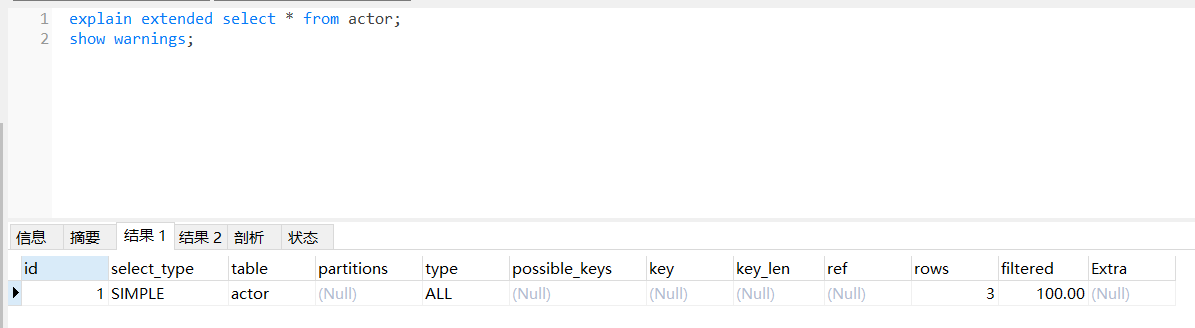 1 explain extended select * from actor;
2 show warnings;
信息 摘要 结果 1 结果 2 剖析 状态
id select_type table partitions type possible_keys key key_len ref rows filtered Extra
1 SIMPLE actor (Null) ALL (Null) (Null) (Null) (Null) 3 100.00 (Null)